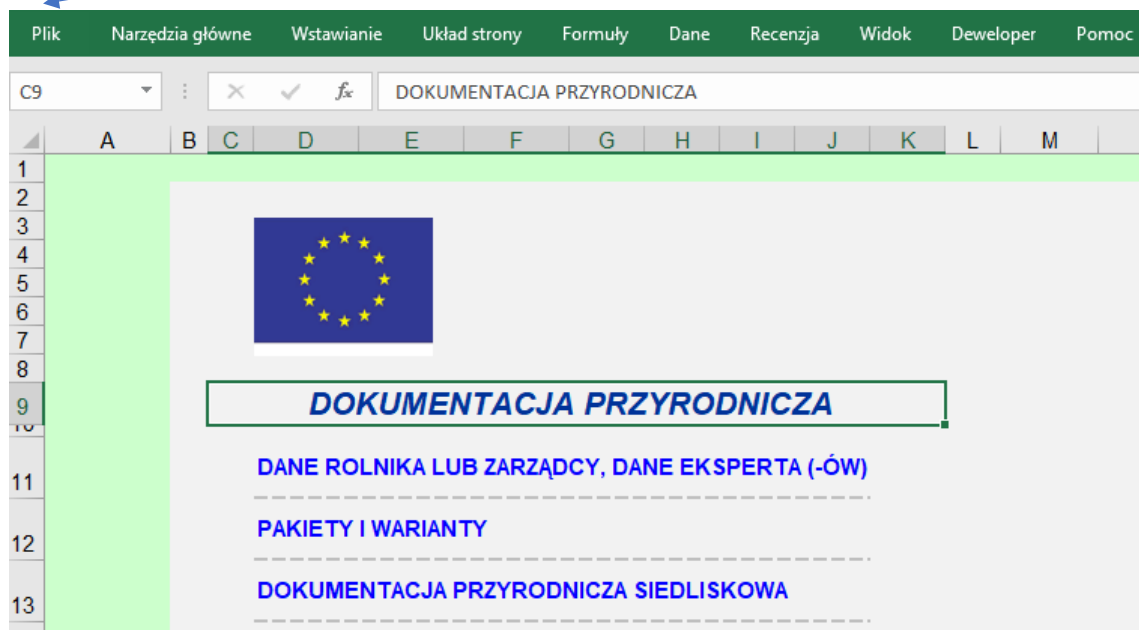 Plik Narzędzia główne Wstawianie Układ strony Formuły Dane Recenzja Widok Deweloper Pomoc
C9 fx DOKUMENTACJA PRZYRODNICZA
A B C D E F G H I J K L M
1
2
3
4
5
6
7
8
9 DOKUMENTACJA PRZYRODNICZA
10
11 DANE ROLNIKA LUB ZARZĄDCY, DANE EKSPERTA (-ÓW)
12 PAKIETY I WARIANTY
13 DOKUMENTACJA PRZYRODNICZA SIEDLISKOWA